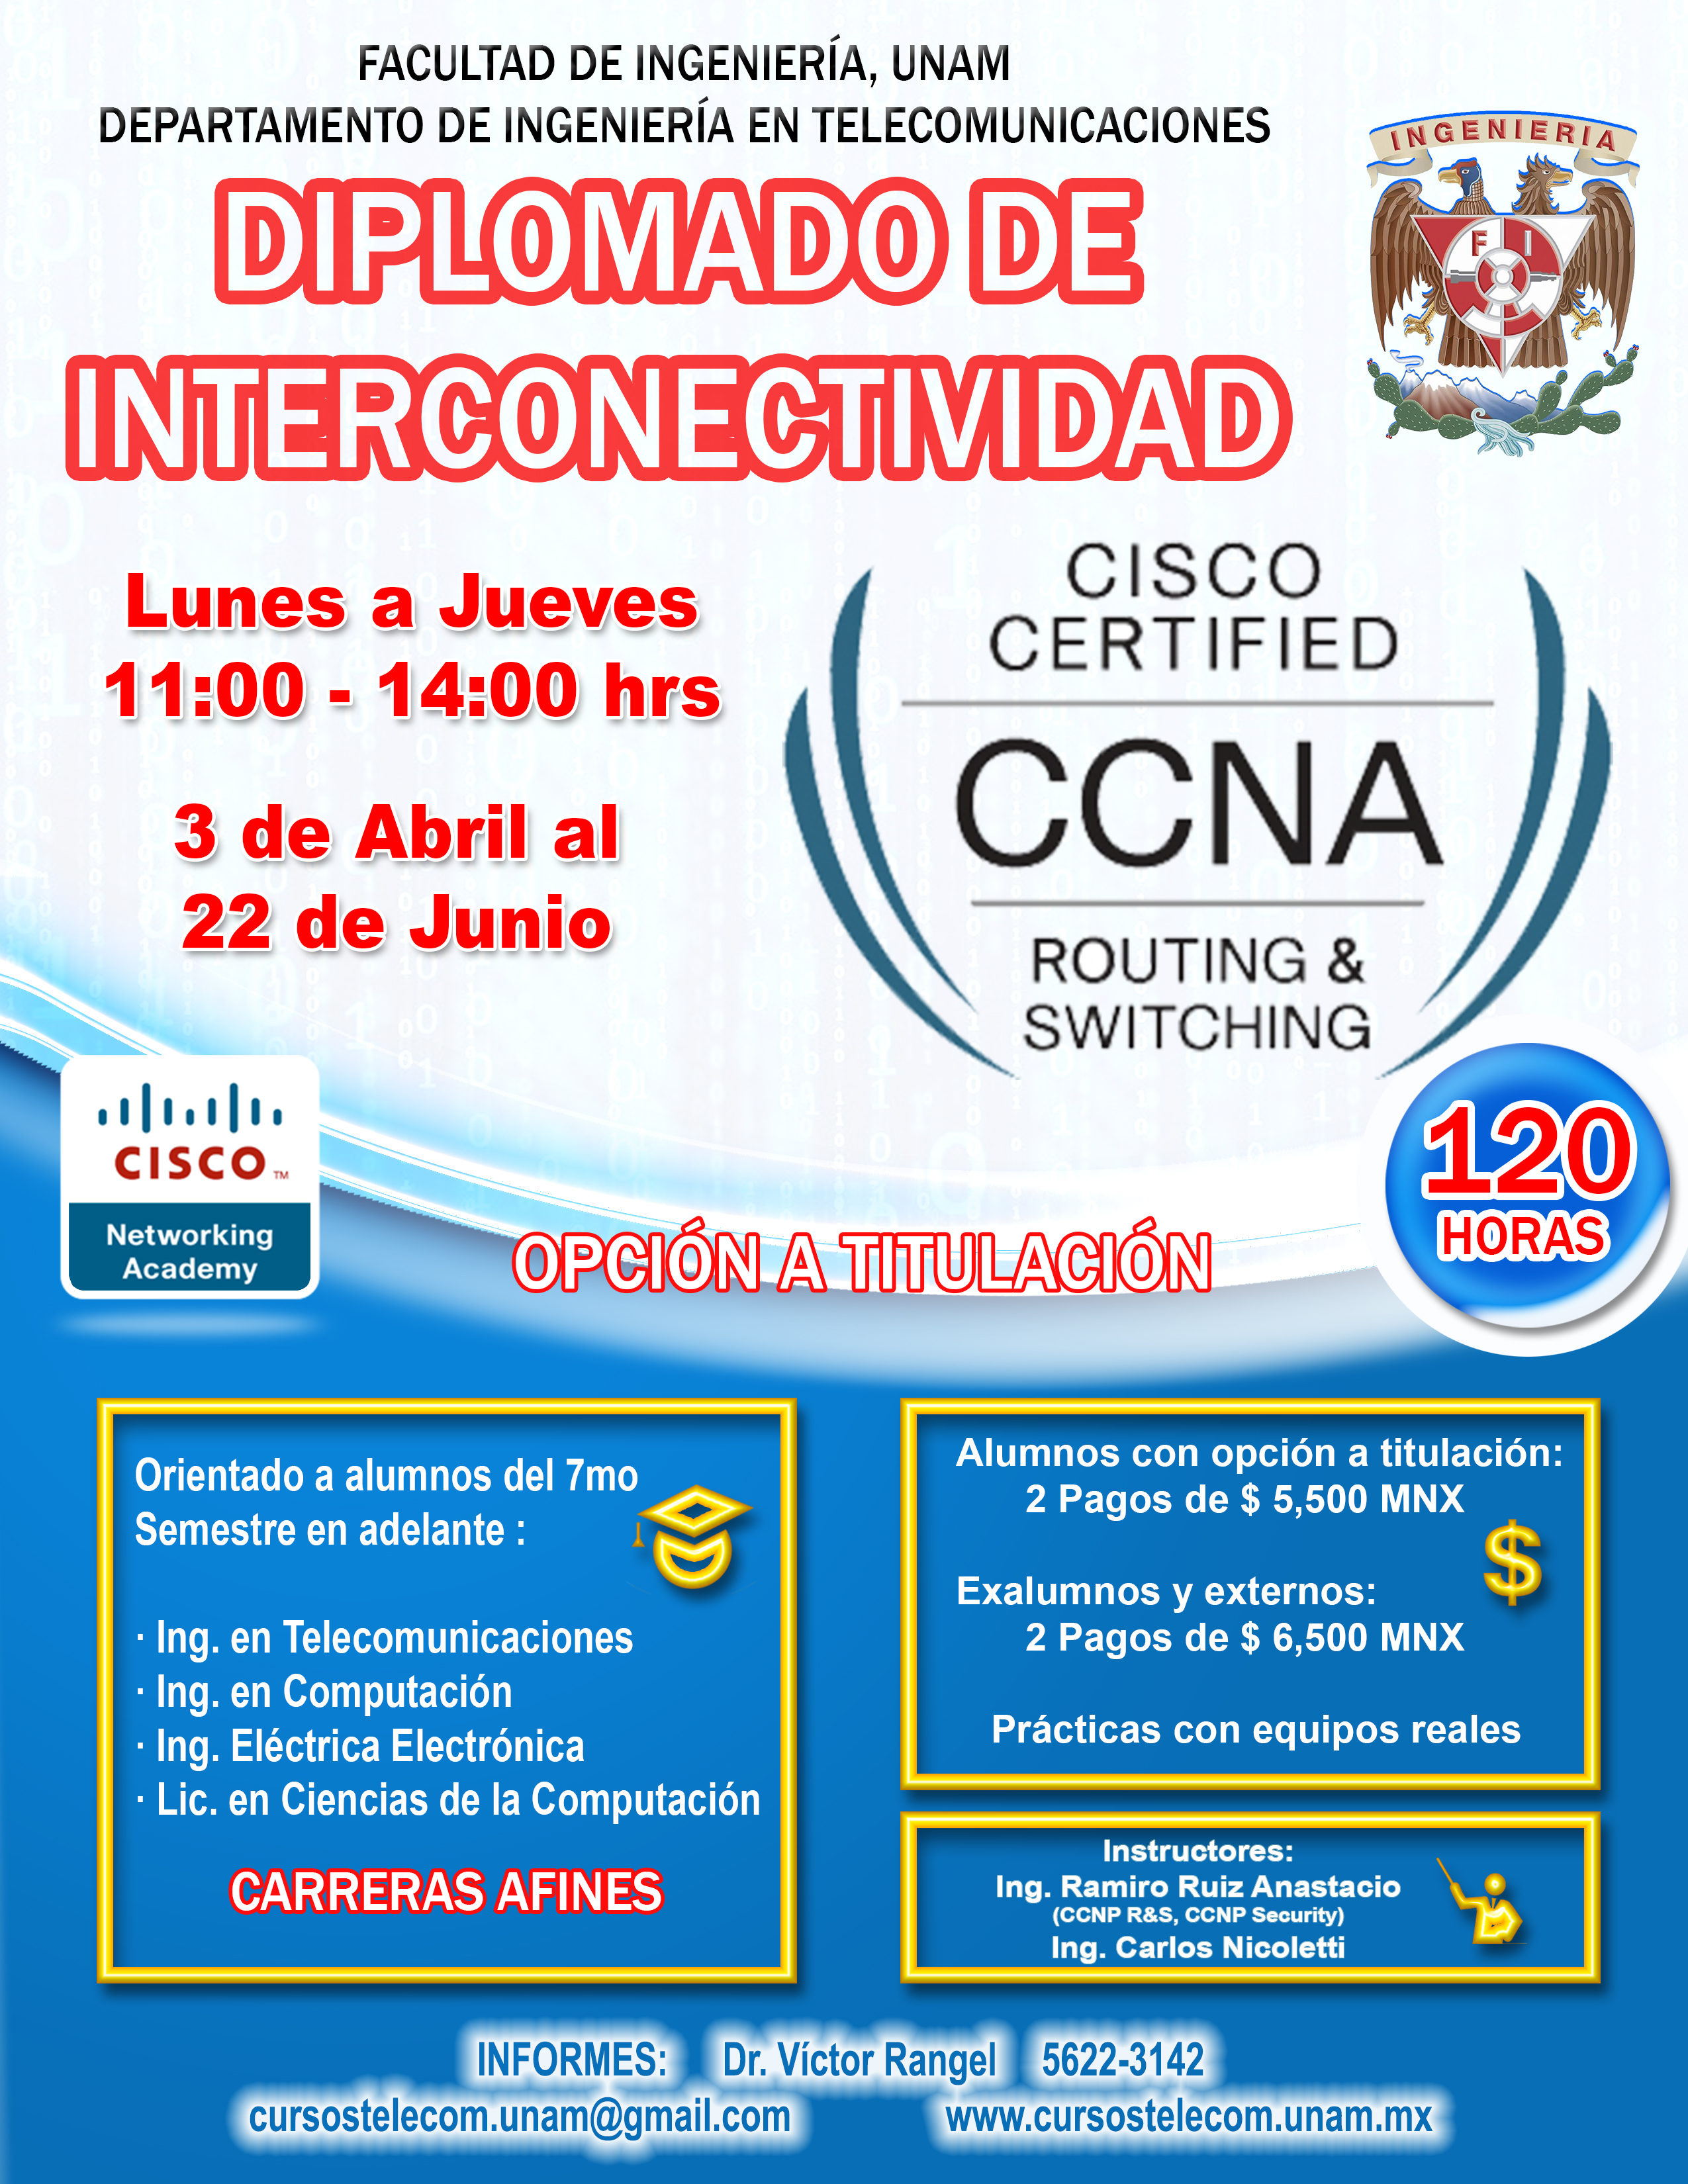 FACULTAD DE INGENIERÍA, UNAM
DEPARTAMENTO DE INGENIERÍA EN TELECOMUNICACIONES
INGENIERIA
F I
DIPLOMADO DE
INTERCONECTIVIDAD
Lunes a Jueves
11:00 - 14:00 hrs
3 de Abril al
22 de Junio
CISCO
CERTIFIED
CCNA
ROUTING &
SWITCHING
CISCO TM
Networking
Academy
OPCIÓN A TITULACIÓN
120
HORAS
Orientado a alumnos del 7mo
Semestre en adelante :
· Ing. en Telecomunicaciones
· Ing. en Computación
· Ing. Eléctrica Electrónica
· Lic. en Ciencias de la Computación
CARRERAS AFINES
Alumnos con opción a titulación:
2 Pagos de $ 5,500 MNX
Exalumnos y externos:
2 Pagos de $ 6,500 MNX
$
Prácticas con equipos reales
Instructores:
Ing. Ramiro Ruiz Anastacio
(CCNP R&S, CCNP Security)
Ing. Carlos Nicoletti
INFORMES: Dr. Víctor Rangel 5622-3142
cursostelecom.unam@gmail.com www.cursostelecom.unam.mx